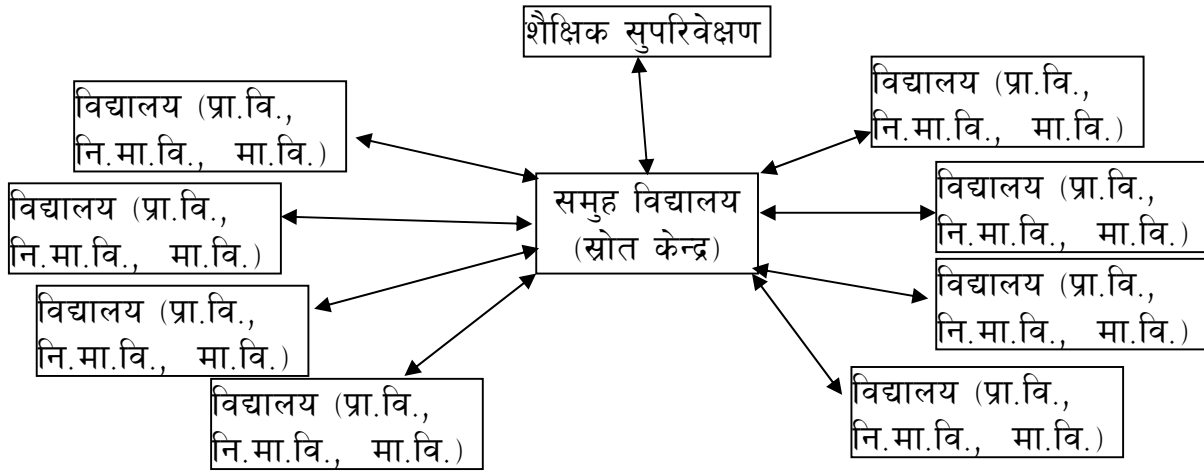 शैक्षिक सुपरिवेक्षण
विद्यालय (प्रा.वि.,
नि.मा.वि., मा.वि.)
विद्यालय (प्रा.वि.,
नि.मा.वि., मा.वि.)
विद्यालय (प्रा.वि.,
नि.मा.वि., मा.वि.)
विद्यालय (प्रा.वि.,
नि.मा.वि., मा.वि.)
समुह विद्यालय
(स्रोत केन्द्र)
विद्यालय (प्रा.वि.,
नि.मा.वि., मा.वि.)
विद्यालय (प्रा.वि.,
नि.मा.वि., मा.वि.)
विद्यालय (प्रा.वि.,
नि.मा.वि., मा.वि.)
विद्यालय (प्रा.वि.,
नि.मा.वि., मा.वि.)